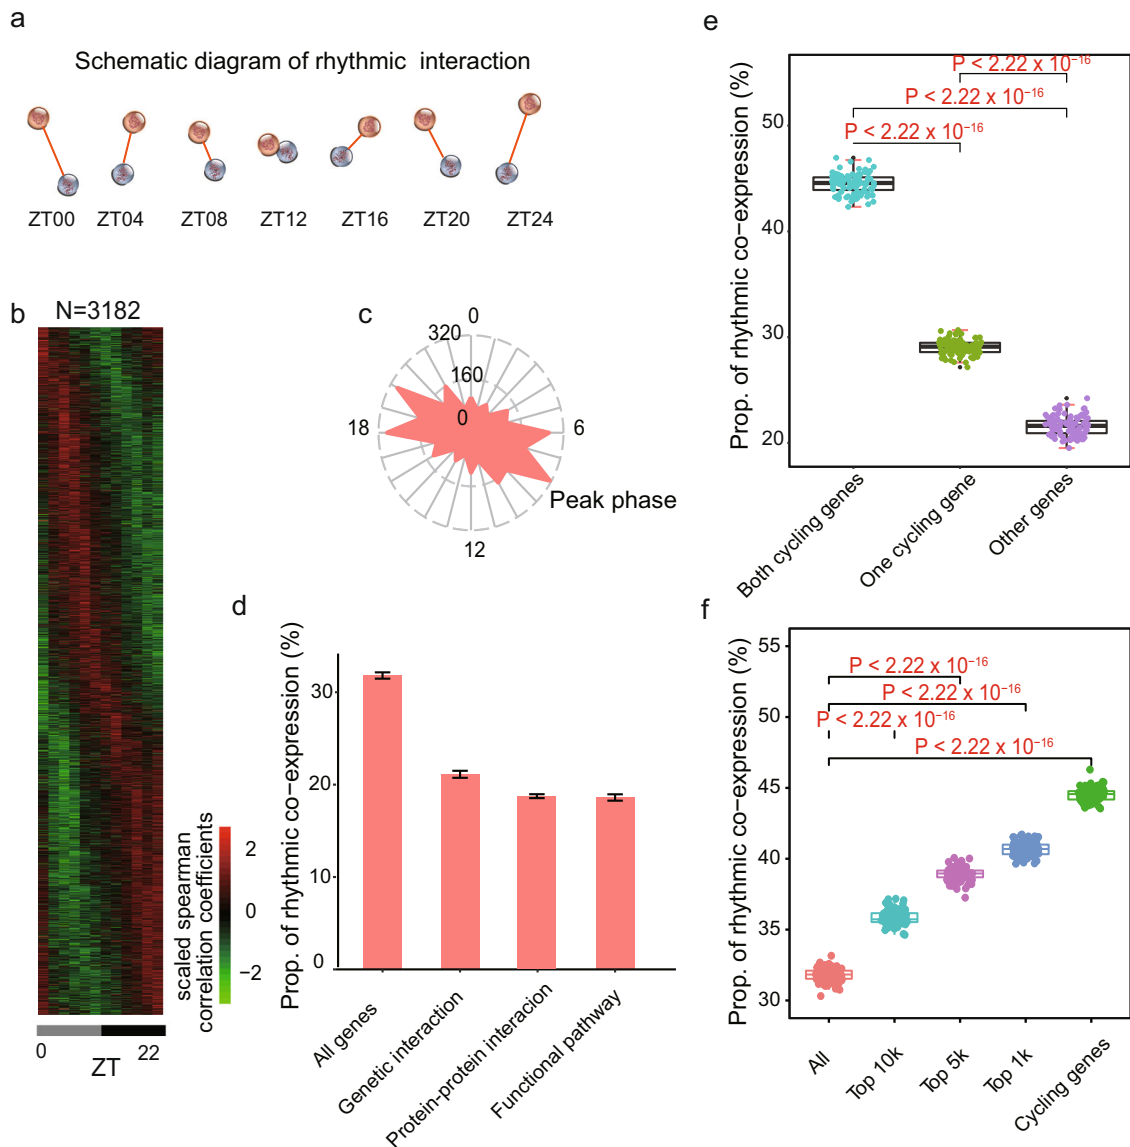 a
Schematic diagram of rhythmic interaction
ZT00 ZT04 ZT08 ZT12 ZT16 ZT20 ZT24
b
N=3182
0 22
ZT
scaled spearman
correlation coefficients
2
0
−2
c
0
320
160
0
18
6
12
Peak phase
d
Prop. of rhythmic co−expression (%)
30
20
10
0
All genes
Genetic interaction
Protein−protein interacion
Functional pathway
e
Prop. of rhythmic co−expression (%)
50
40
30
20
P < 2.22 x 10⁻¹⁶
P < 2.22 x 10⁻¹⁶
P < 2.22 x 10⁻¹⁶
Both cycling genes
One cycling gene
Other genes
f
Prop. of rhythmic co−expression (%)
55
50
45
40
35
30
P < 2.22 x 10⁻¹⁶
P < 2.22 x 10⁻¹⁶
P < 2.22 x 10⁻¹⁶
P < 2.22 x 10⁻¹⁶
All
Top 10k
Top 5k
Top 1k
Cycling genes